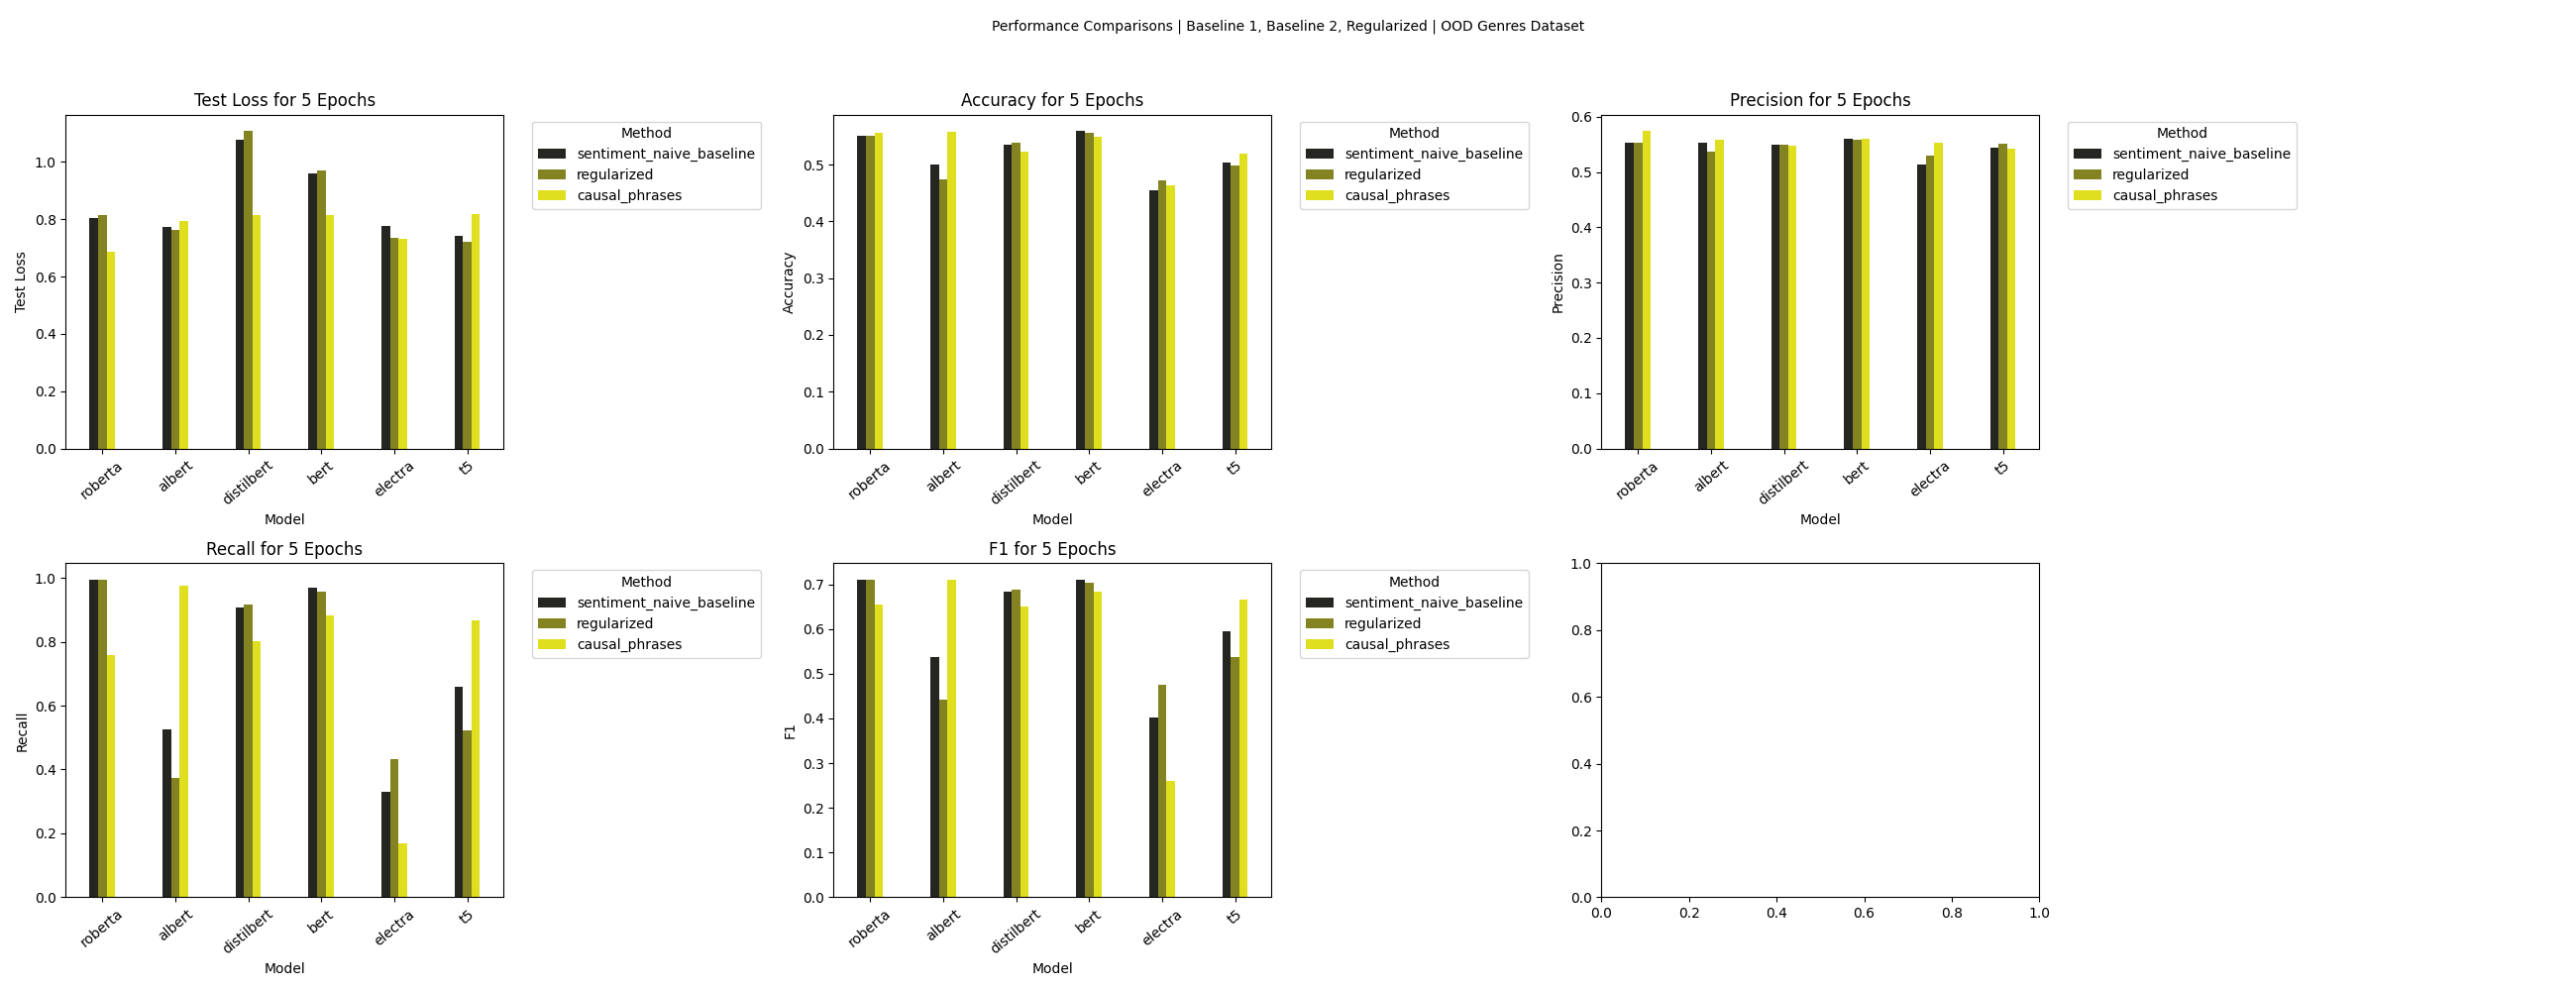 Performance Comparisons | Baseline 1, Baseline 2, Regularized | OOD Genres Dataset
Test Loss for 5 Epochs
Test Loss
1.0
0.8
0.6
0.4
0.2
0.0
roberta
albert
distilbert
bert
electra
t5
Model
Method
sentiment_naive_baseline
regularized
causal_phrases
Accuracy for 5 Epochs
Accuracy
0.5
0.4
0.3
0.2
0.1
0.0
roberta
albert
distilbert
bert
electra
t5
Model
Method
sentiment_naive_baseline
regularized
causal_phrases
Precision for 5 Epochs
Precision
0.6
0.5
0.4
0.3
0.2
0.1
0.0
roberta
albert
distilbert
bert
electra
t5
Model
Method
sentiment_naive_baseline
regularized
causal_phrases
Recall for 5 Epochs
Recall
1.0
0.8
0.6
0.4
0.2
0.0
roberta
albert
distilbert
bert
electra
t5
Model
Method
sentiment_naive_baseline
regularized
causal_phrases
F1 for 5 Epochs
F1
0.7
0.6
0.5
0.4
0.3
0.2
0.1
0.0
roberta
albert
distilbert
bert
electra
t5
Model
Method
sentiment_naive_baseline
regularized
causal_phrases
1.0
0.8
0.6
0.4
0.2
0.0
0.0 0.2 0.4 0.6 0.8 1.0